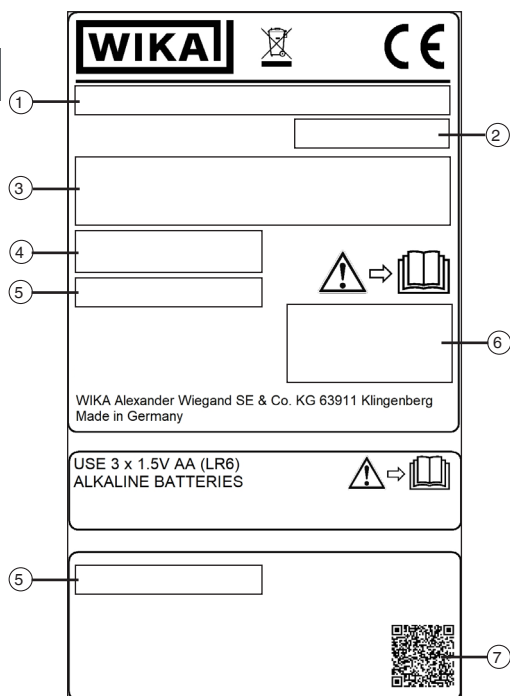 WIKA CE
①
②
③
④
⑤
⑥
WIKA Alexander Wiegand SE & Co. KG 63911 Klingenberg
Made in Germany
USE 3 x 1.5V AA (LR6)
ALKALINE BATTERIES
⑤
⑦